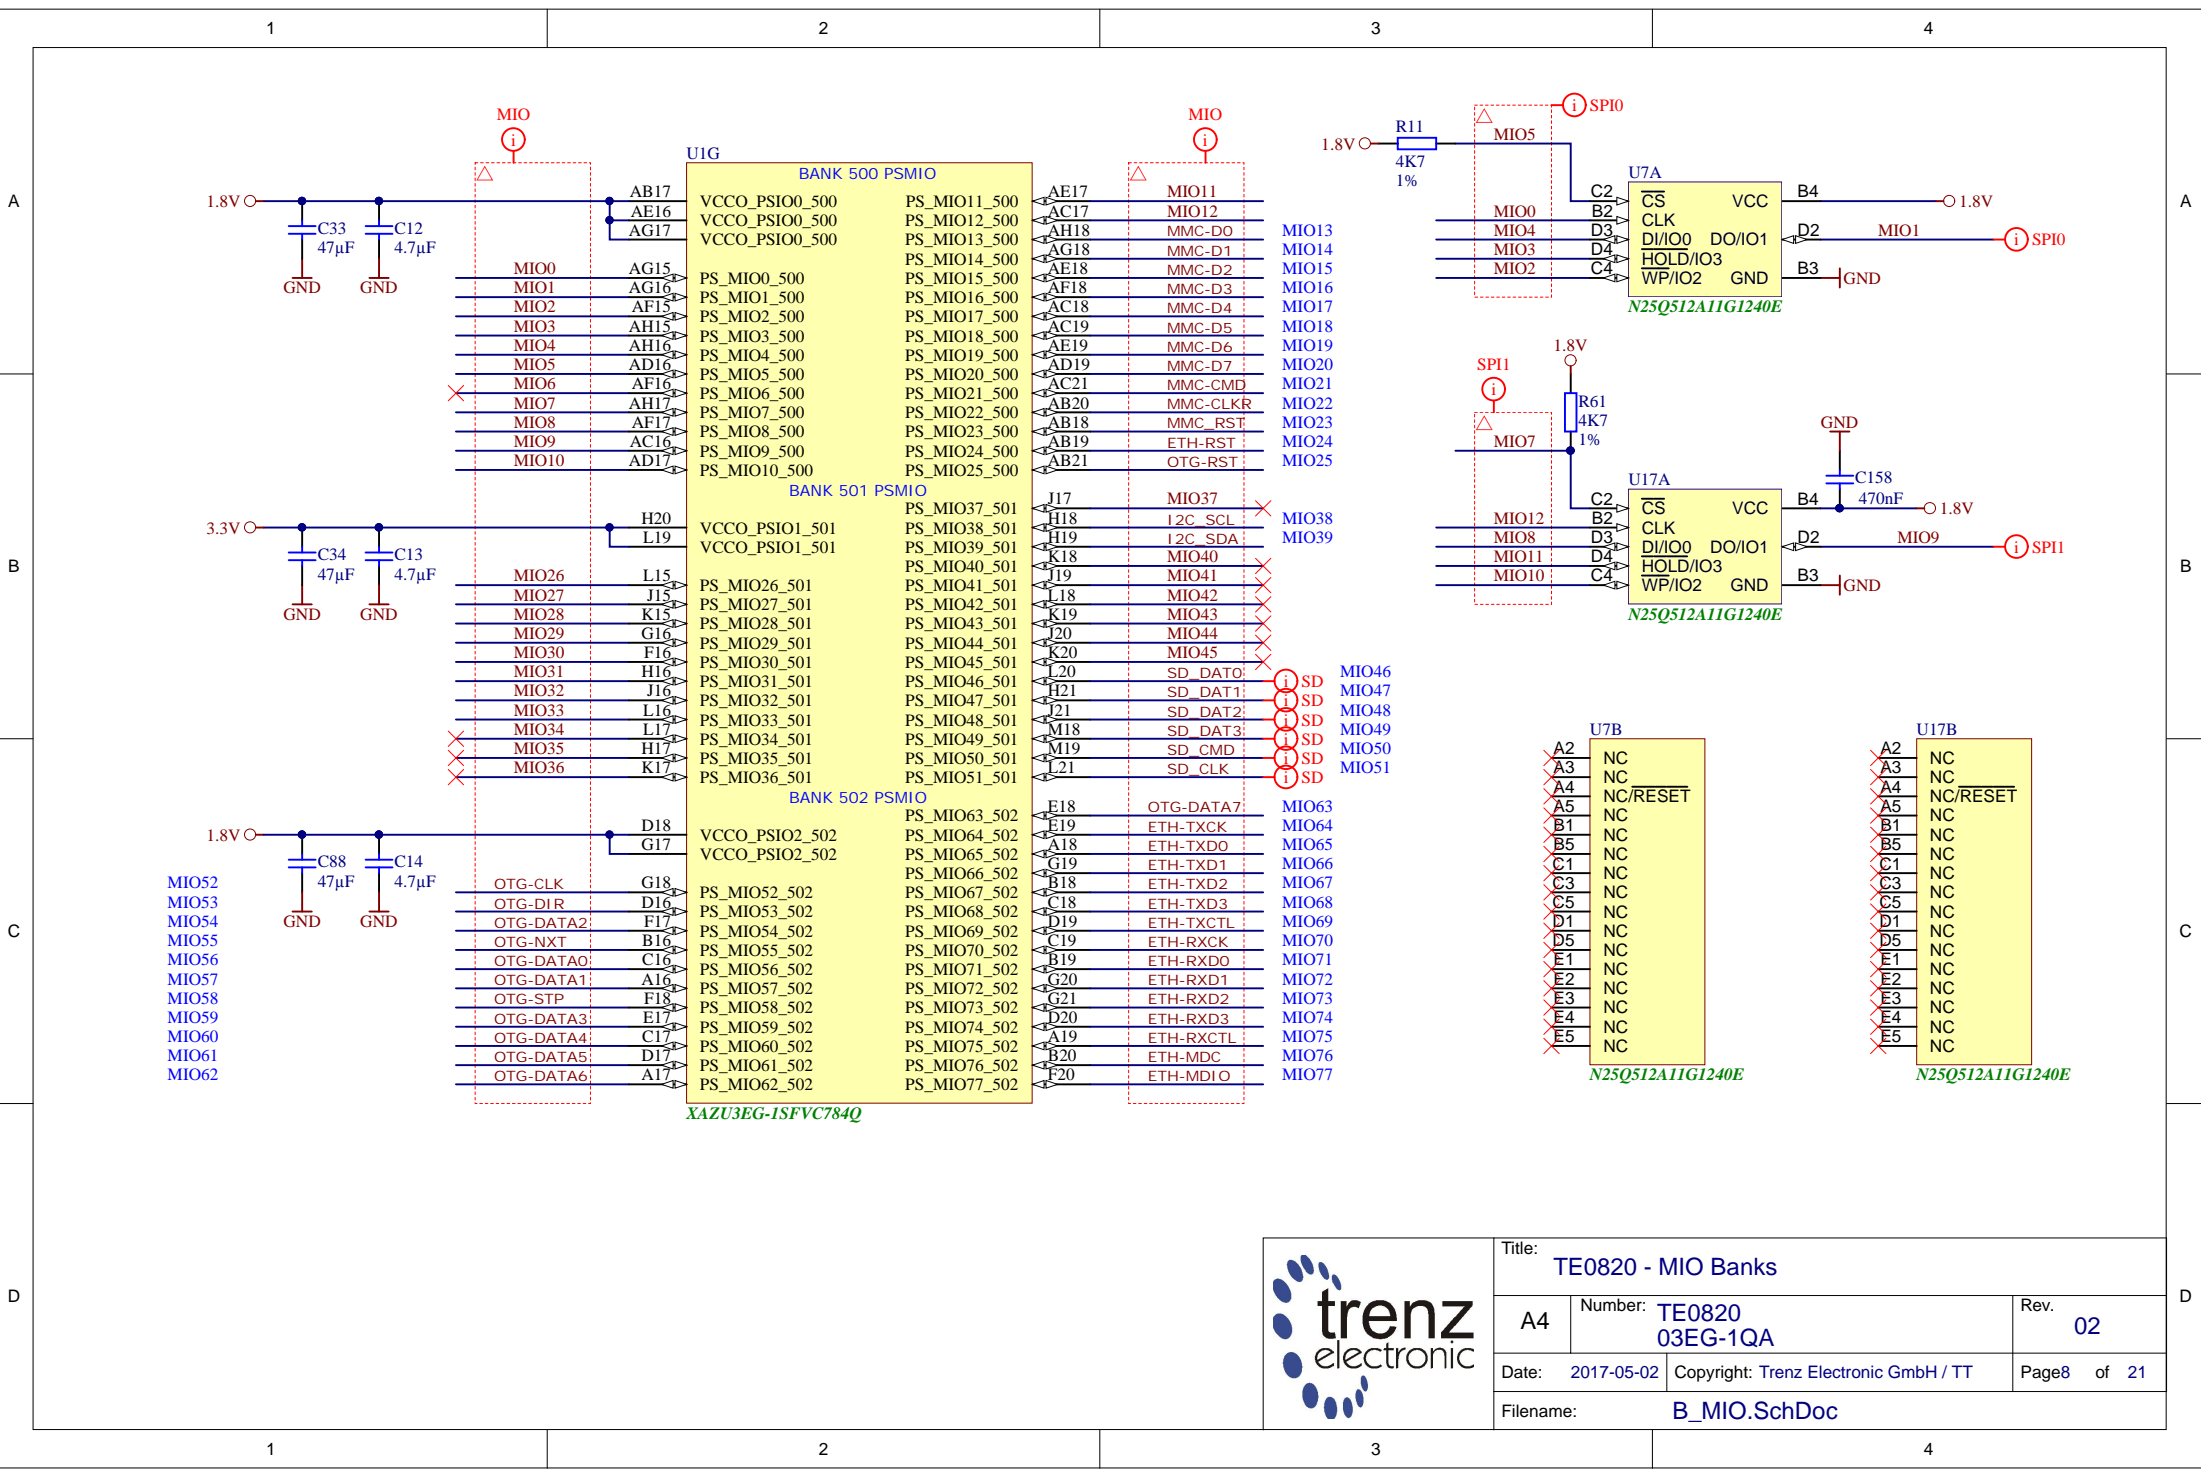 1 2 3 4
A
B
C
D
MIO
MIO
SPI0
U1G
BANK 500 PSMIO
1.8V
C33
47µF
GND
C12
4.7µF
GND
AB17 VCCO_PSIO0_500
AE16 VCCO_PSIO0_500
AG17 VCCO_PSIO0_500
MIO0 AG15 PS_MIO0_500
MIO1 AG16 PS_MIO1_500
MIO2 AF15 PS_MIO2_500
MIO3 AH15 PS_MIO3_500
MIO4 AH16 PS_MIO4_500
MIO5 AD16 PS_MIO5_500
MIO6 AF16 PS_MIO6_500
MIO7 AH17 PS_MIO7_500
MIO8 AF17 PS_MIO8_500
MIO9 AC16 PS_MIO9_500
MIO10 AD17 PS_MIO10_500
PS_MIO11_500 AE17 MIO11
PS_MIO12_500 AC17 MIO12
PS_MIO13_500 AH18 MMC-D0 MIO13
PS_MIO14_500 AG18 MMC-D1 MIO14
PS_MIO15_500 AE18 MMC-D2 MIO15
PS_MIO16_500 AF18 MMC-D3 MIO16
PS_MIO17_500 AC18 MMC-D4 MIO17
PS_MIO18_500 AC19 MMC-D5 MIO18
PS_MIO19_500 AE19 MMC-D6 MIO19
PS_MIO20_500 AD19 MMC-D7 MIO20
PS_MIO21_500 AC21 MMC-CMD MIO21
PS_MIO22_500 AB20 MMC-CLKR MIO22
PS_MIO23_500 AB18 MMC_RST MIO23
PS_MIO24_500 AB19 ETH-RST MIO24
PS_MIO25_500 AB21 OTG-RST MIO25
BANK 501 PSMIO
3.3V
C34
47µF
GND
C13
4.7µF
GND
H20 VCCO_PSIO1_501
L19 VCCO_PSIO1_501
MIO26 L15 PS_MIO26_501
MIO27 J15 PS_MIO27_501
MIO28 K15 PS_MIO28_501
MIO29 G16 PS_MIO29_501
MIO30 F16 PS_MIO30_501
MIO31 H16 PS_MIO31_501
MIO32 J16 PS_MIO32_501
MIO33 L16 PS_MIO33_501
MIO34 L17 PS_MIO34_501
MIO35 H17 PS_MIO35_501
MIO36 K17 PS_MIO36_501
PS_MIO37_501 J17 MIO37
PS_MIO38_501 H18 I2C_SCL MIO38
PS_MIO39_501 H19 I2C_SDA MIO39
PS_MIO40_501 K18 MIO40
PS_MIO41_501 J19 MIO41
PS_MIO42_501 L18 MIO42
PS_MIO43_501 K19 MIO43
PS_MIO44_501 J20 MIO44
PS_MIO45_501 K20 MIO45
PS_MIO46_501 L20 SD_DAT0 SD MIO46
PS_MIO47_501 H21 SD_DAT1 SD MIO47
PS_MIO48_501 J21 SD_DAT2 SD MIO48
PS_MIO49_501 M18 SD_DAT3 SD MIO49
PS_MIO50_501 M19 SD_CMD SD MIO50
PS_MIO51_501 L21 SD_CLK SD MIO51
BANK 502 PSMIO
1.8V
C88
47µF
GND
C14
4.7µF
GND
D18 VCCO_PSIO2_502
G17 VCCO_PSIO2_502
MIO52 OTG-CLK G18 PS_MIO52_502
MIO53 OTG-DIR D16 PS_MIO53_502
MIO54 OTG-DATA2 F17 PS_MIO54_502
MIO55 OTG-NXT B16 PS_MIO55_502
MIO56 OTG-DATA0 C16 PS_MIO56_502
MIO57 OTG-DATA1 A16 PS_MIO57_502
MIO58 OTG-STP F18 PS_MIO58_502
MIO59 OTG-DATA3 E17 PS_MIO59_502
MIO60 OTG-DATA4 C17 PS_MIO60_502
MIO61 OTG-DATA5 D17 PS_MIO61_502
MIO62 OTG-DATA6 A17 PS_MIO62_502
PS_MIO63_502 E18 OTG-DATA7 MIO63
PS_MIO64_502 E19 ETH-TXCK MIO64
PS_MIO65_502 A18 ETH-TXD0 MIO65
PS_MIO66_502 G19 ETH-TXD1 MIO66
PS_MIO67_502 B18 ETH-TXD2 MIO67
PS_MIO68_502 C18 ETH-TXD3 MIO68
PS_MIO69_502 D19 ETH-TXCTL MIO69
PS_MIO70_502 C19 ETH-RXCK MIO70
PS_MIO71_502 B19 ETH-RXD0 MIO71
PS_MIO72_502 G20 ETH-RXD1 MIO72
PS_MIO73_502 G21 ETH-RXD2 MIO73
PS_MIO74_502 D20 ETH-RXD3 MIO74
PS_MIO75_502 A19 ETH-RXCTL MIO75
PS_MIO76_502 B20 ETH-MDC MIO76
PS_MIO77_502 F20 ETH-MDIO MIO77
XAZU3EG-1SFVC784Q
1.8V
R11
4K7
1%
MIO5
U7A
C2 CS VCC B4 1.8V
MIO0 B2 CLK
MIO4 D3 DI/IO0 DO/IO1 D2 MIO1 SPI0
MIO3 D4 HOLD/IO3
MIO2 C4 WP/IO2 GND B3 GND
N25Q512A11G1240E
SPI1
1.8V
R61
4K7
1%
MIO7
GND
C158
470nF
U17A
C2 CS VCC B4 1.8V
MIO12 B2 CLK
MIO8 D3 DI/IO0 DO/IO1 D2 MIO9 SPI1
MIO11 D4 HOLD/IO3
MIO10 C4 WP/IO2 GND B3 GND
N25Q512A11G1240E
U7B
A2 NC
A3 NC
A4 NC/RESET
A5 NC
B1 NC
B5 NC
C1 NC
C3 NC
C5 NC
D1 NC
D5 NC
E1 NC
E2 NC
E3 NC
E4 NC
E5 NC
N25Q512A11G1240E
U17B
A2 NC
A3 NC
A4 NC/RESET
A5 NC
B1 NC
B5 NC
C1 NC
C3 NC
C5 NC
D1 NC
D5 NC
E1 NC
E2 NC
E3 NC
E4 NC
E5 NC
N25Q512A11G1240E
A
B
C
D
trenz
electronic
Title:
TE0820 - MIO Banks
A4
Number: TE0820
03EG-1QA
Rev.
02
Date: 2017-05-02 Copyright: Trenz Electronic GmbH / TT Page8 of 21
Filename: B_MIO.SchDoc
1 2 3 4